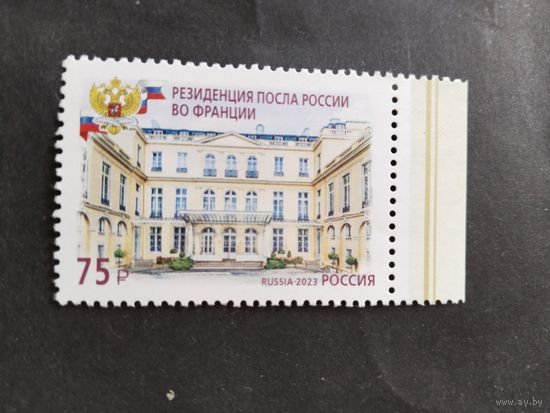 РЕЗИДЕНЦИЯ ПОСЛА РОССИИ
ВО ФРАНЦИИ
75₽
RUSSIA·2023 РОССИЯ
www.ay.by